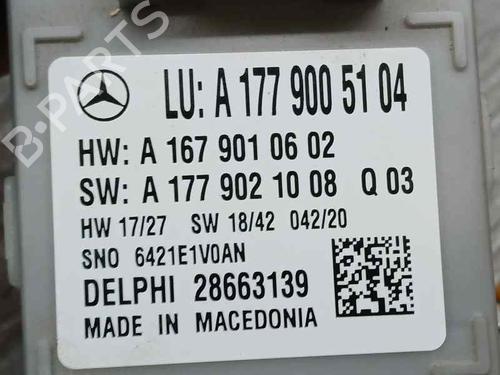 LU: A 177 900 51 04
HW: A 167 901 06 02
SW: A 177 902 10 08 Q 03
HW 17/27 SW 18/42 042/20
SNO 6421E1V0AN
DELPHI 28663139
MADE IN MACEDONIA
B-PARTS